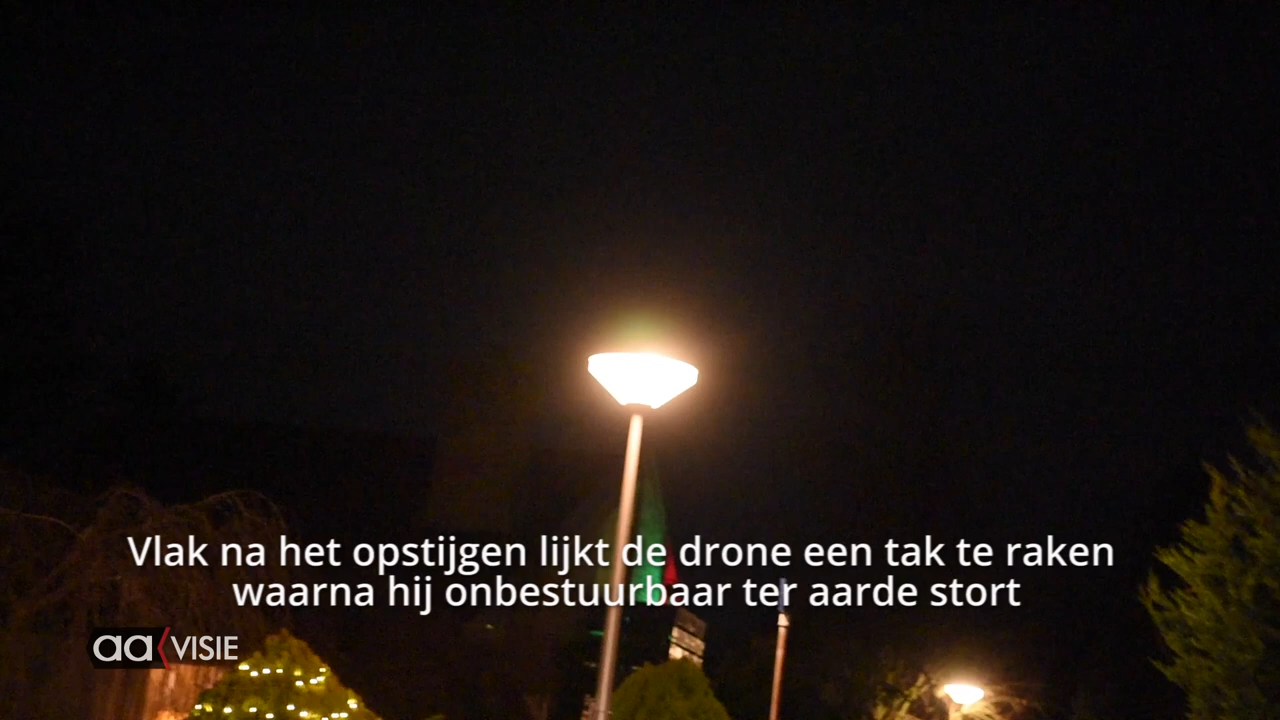 Vlak na het opstijgen lijkt de drone een tak te raken
waarna hij onbestuurbaar ter aarde stort
aa VISIE